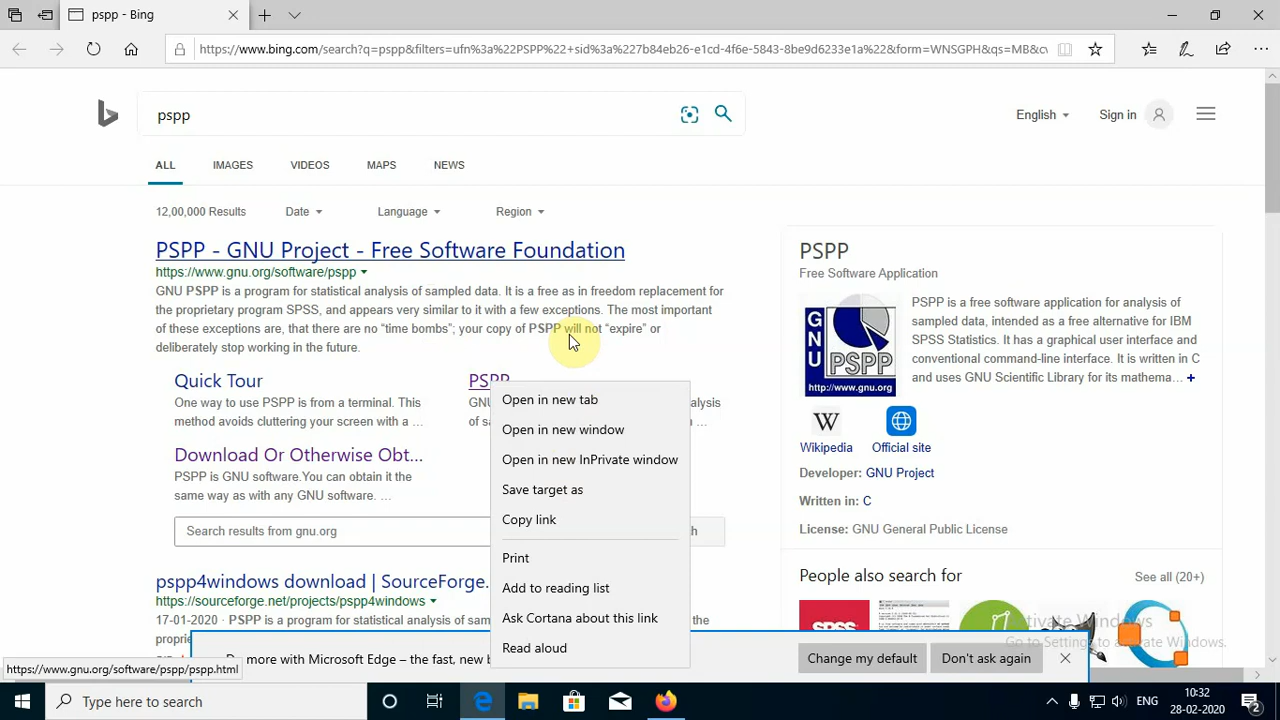 pspp - Bing
https://www.bing.com/search?q=pspp&filters=ufn%3a%22PSPP%22+sid%3a%227b84eb26-e1cd-4f6e-5843-8be9d6233e1a%22&form=WNSGPH&qs=MB&cv
pspp
English
Sign in
ALL
IMAGES
VIDEOS
MAPS
NEWS
12,00,000 Results
Date
Language
Region
PSPP - GNU Project - Free Software Foundation
https://www.gnu.org/software/pspp
GNU PSPP is a program for statistical analysis of sampled data. It is a free as in freedom replacement for
the proprietary program SPSS, and appears very similar to it with a few exceptions. The most important
of these exceptions are, that there are no “time bombs”; your copy of PSPP will not “expire” or
deliberately stop working in the future.
Quick Tour
One way to use PSPP is from a terminal. This
method avoids cluttering your screen with a ...
PSPP
GNU
analysis
of sa
...
Download Or Otherwise Obt...
PSPP is GNU software.You can obtain it the
same way as with any GNU software. ...
Search results from gnu.org
h
pspp4windows download | SourceForge.
https://sourceforge.net/projects/pspp4windows
17-01-2020
Open in new tab
Open in new window
Open in new InPrivate window
Save target as
Copy link
Print
Add to reading list
Ask Cortana about this link
Read aloud
PSPP
Free Software Application
GNU
PSPP
http://www.gnu.org
PSPP is a free software application for analysis of
sampled data, intended as a free alternative for IBM
SPSS Statistics. It has a graphical user interface and
conventional command-line interface. It is written in C
and uses GNU Scientific Library for its mathema...
W
Wikipedia
Official site
Developer: GNU Project
Written in: C
License: GNU General Public License
People also search for
See all (20+)
SPSS
Activate Windows
Go to Settings to activate Windows.
more with Microsoft Edge – the fast, new b
Change my default
Don't ask again
https://www.gnu.org/software/pspp/pspp.html
Type here to search
ENG
10:32
28-02-2020
2